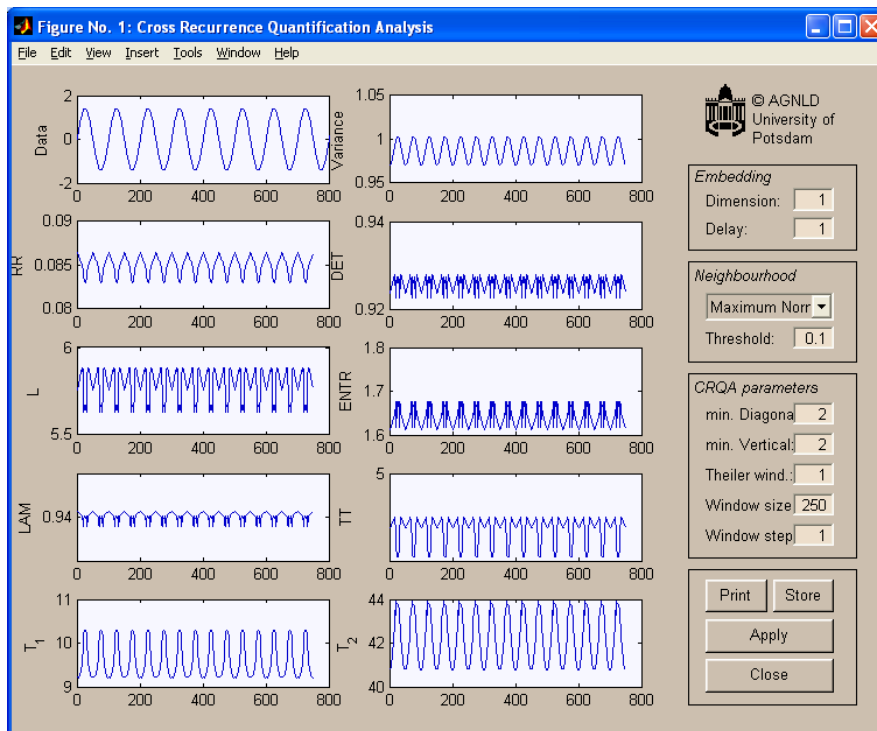 Figure No. 1: Cross Recurrence Quantification Analysis
File Edit View Insert Tools Window Help
2
0
-2
Data
0 200 400 600 800
1.05
1
0.95
Variance
0 200 400 600 800
© AGNLD
University of
Potsdam
0.09
0.085
0.08
RR
0 200 400 600 800
0.94
0.92
DET
0 200 400 600 800
Embedding
Dimension: 1
Delay: 1
Neighbourhood
Maximum Norr
Threshold: 0.1
6
5.5
L
0 200 400 600 800
1.8
1.7
1.6
ENTR
0 200 400 600 800
CRQA parameters
min. Diagona 2
min. Vertical: 2
Theiler wind.: 1
Window size 250
Window step 1
0.94
LAM
0 200 400 600 800
5
TT
0 200 400 600 800
11
10
9
T1
0 200 400 600 800
44
42
40
T2
0 200 400 600 800
Print Store
Apply
Close